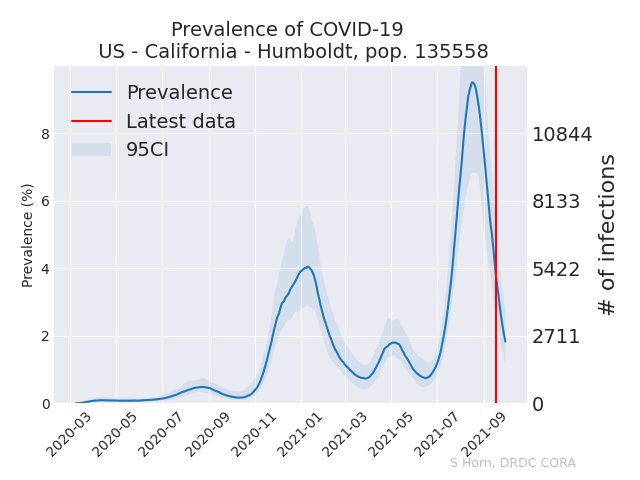 Prevalence of COVID-19
US - California - Humboldt, pop. 135558
Prevalence
Latest data
95CI
Prevalence (%)
8
6
4
2
0
10844
8133
5422
2711
0
# of infections
2020-03
2020-05
2020-07
2020-09
2020-11
2021-01
2021-03
2021-05
2021-07
2021-09
S Horn, DRDC CORA